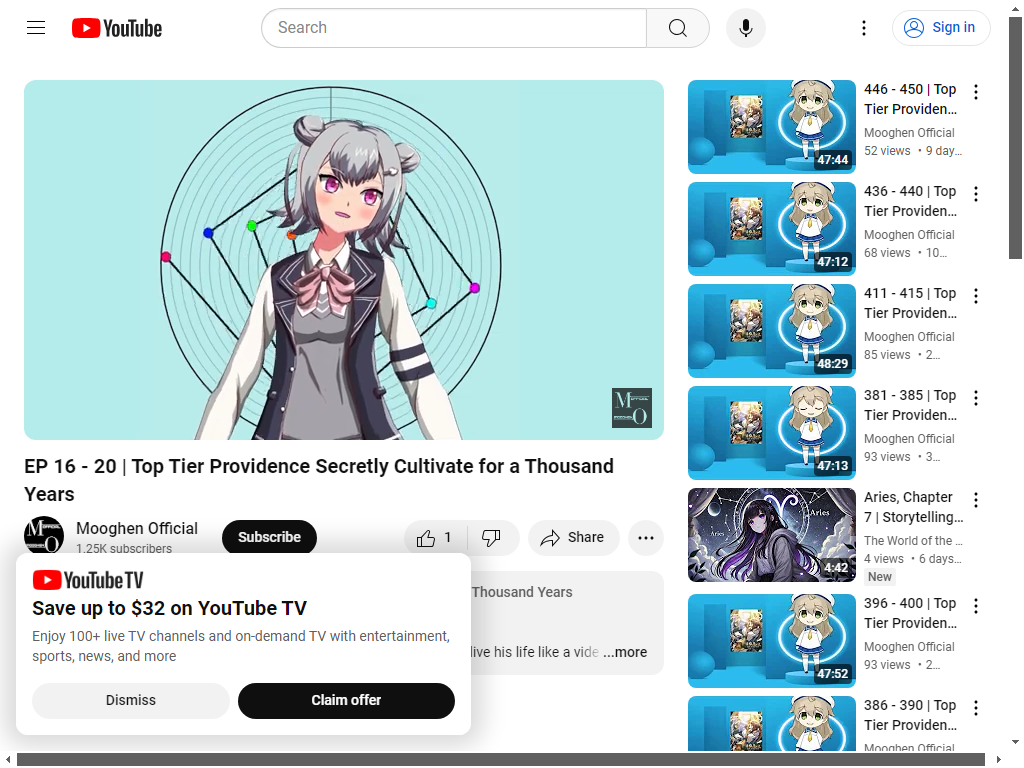 YouTube
Search
Sign in
M
O
EP 16 - 20 | Top Tier Providence Secretly Cultivate for a Thousand
Years
Mooghen Official
1.25K subscribers
Subscribe
1
Share
Thousand Years
live his life like a vide ...more
YouTube TV
Save up to $32 on YouTube TV
Enjoy 100+ live TV channels and on-demand TV with entertainment,
sports, news, and more
Dismiss
Claim offer
47:44
446 - 450 | Top
Tier Providen...
Mooghen Official
52 views • 9 day...
47:12
436 - 440 | Top
Tier Providen...
Mooghen Official
68 views • 10...
48:29
411 - 415 | Top
Tier Providen...
Mooghen Official
85 views • 2...
47:13
381 - 385 | Top
Tier Providen...
Mooghen Official
93 views • 3...
Aries
Aries
4:42
Aries, Chapter
7 | Storytelling...
The World of the ...
4 views • 6 days...
New
47:52
396 - 400 | Top
Tier Providen...
Mooghen Official
93 views • 2...
386 - 390 | Top
Tier Providen...
Mooghen Official